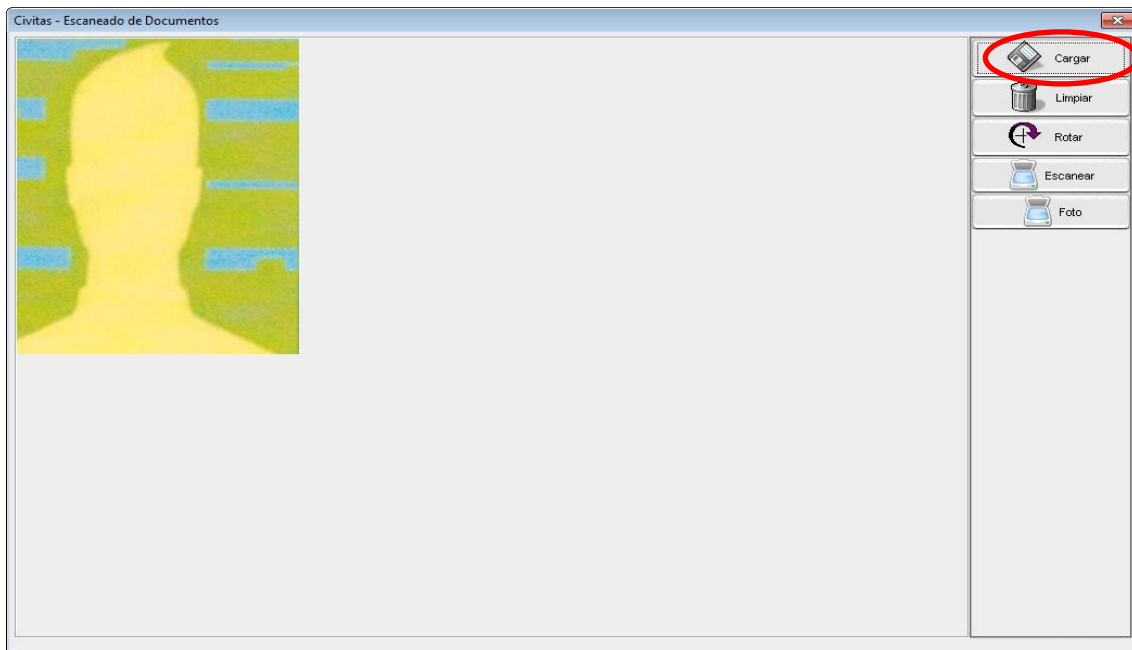 Civitas - Escaneado de Documentos
Cargar
Limpiar
Rotar
Escanear
Foto